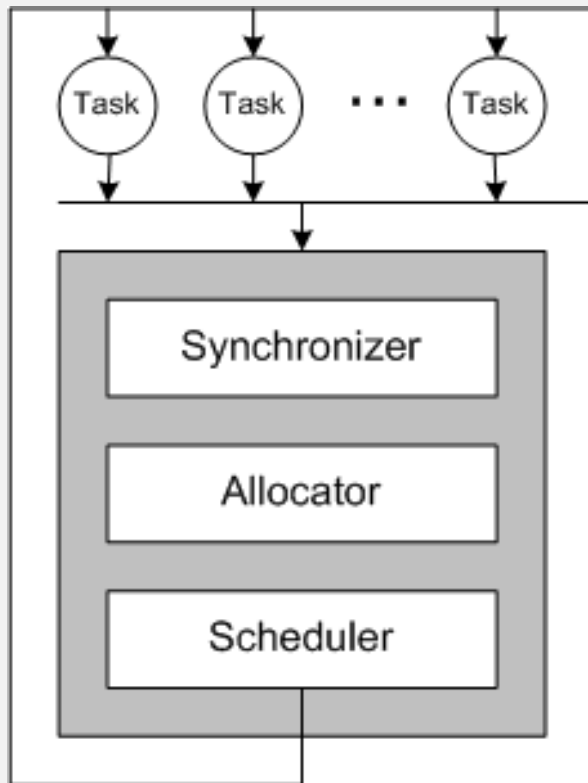 Task Task ... Task
Synchronizer
Allocator
Scheduler